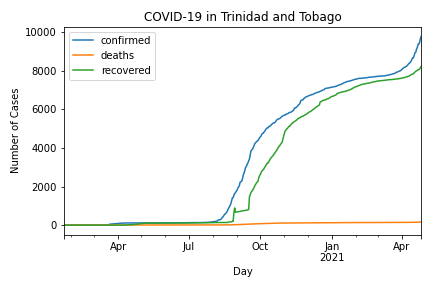 COVID-19 in Trinidad and Tobago
confirmed
deaths
recovered
Number of Cases
10000
8000
6000
4000
2000
0
Apr
Jul
Oct
Jan
2021
Apr
Day